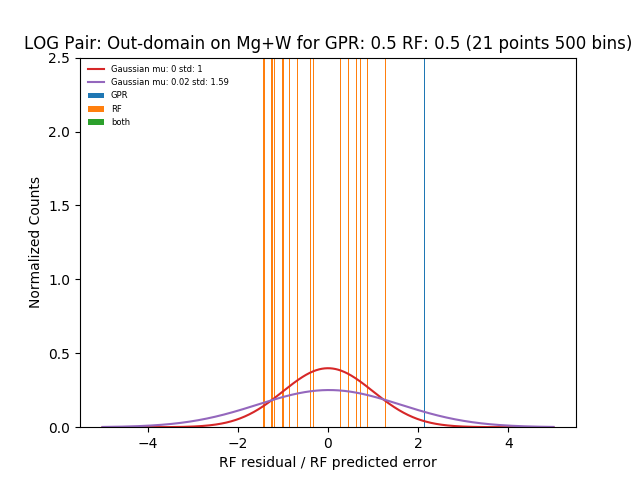 LOG Pair: Out-domain on Mg+W for GPR: 0.5 RF: 0.5 (21 points 500 bins)
2.5
2.0
1.5
1.0
0.5
0.0
Normalized Counts
Gaussian mu: 0 std: 1
Gaussian mu: 0.02 std: 1.59
GPR
RF
both
−4
−2
0
2
4
RF residual / RF predicted error